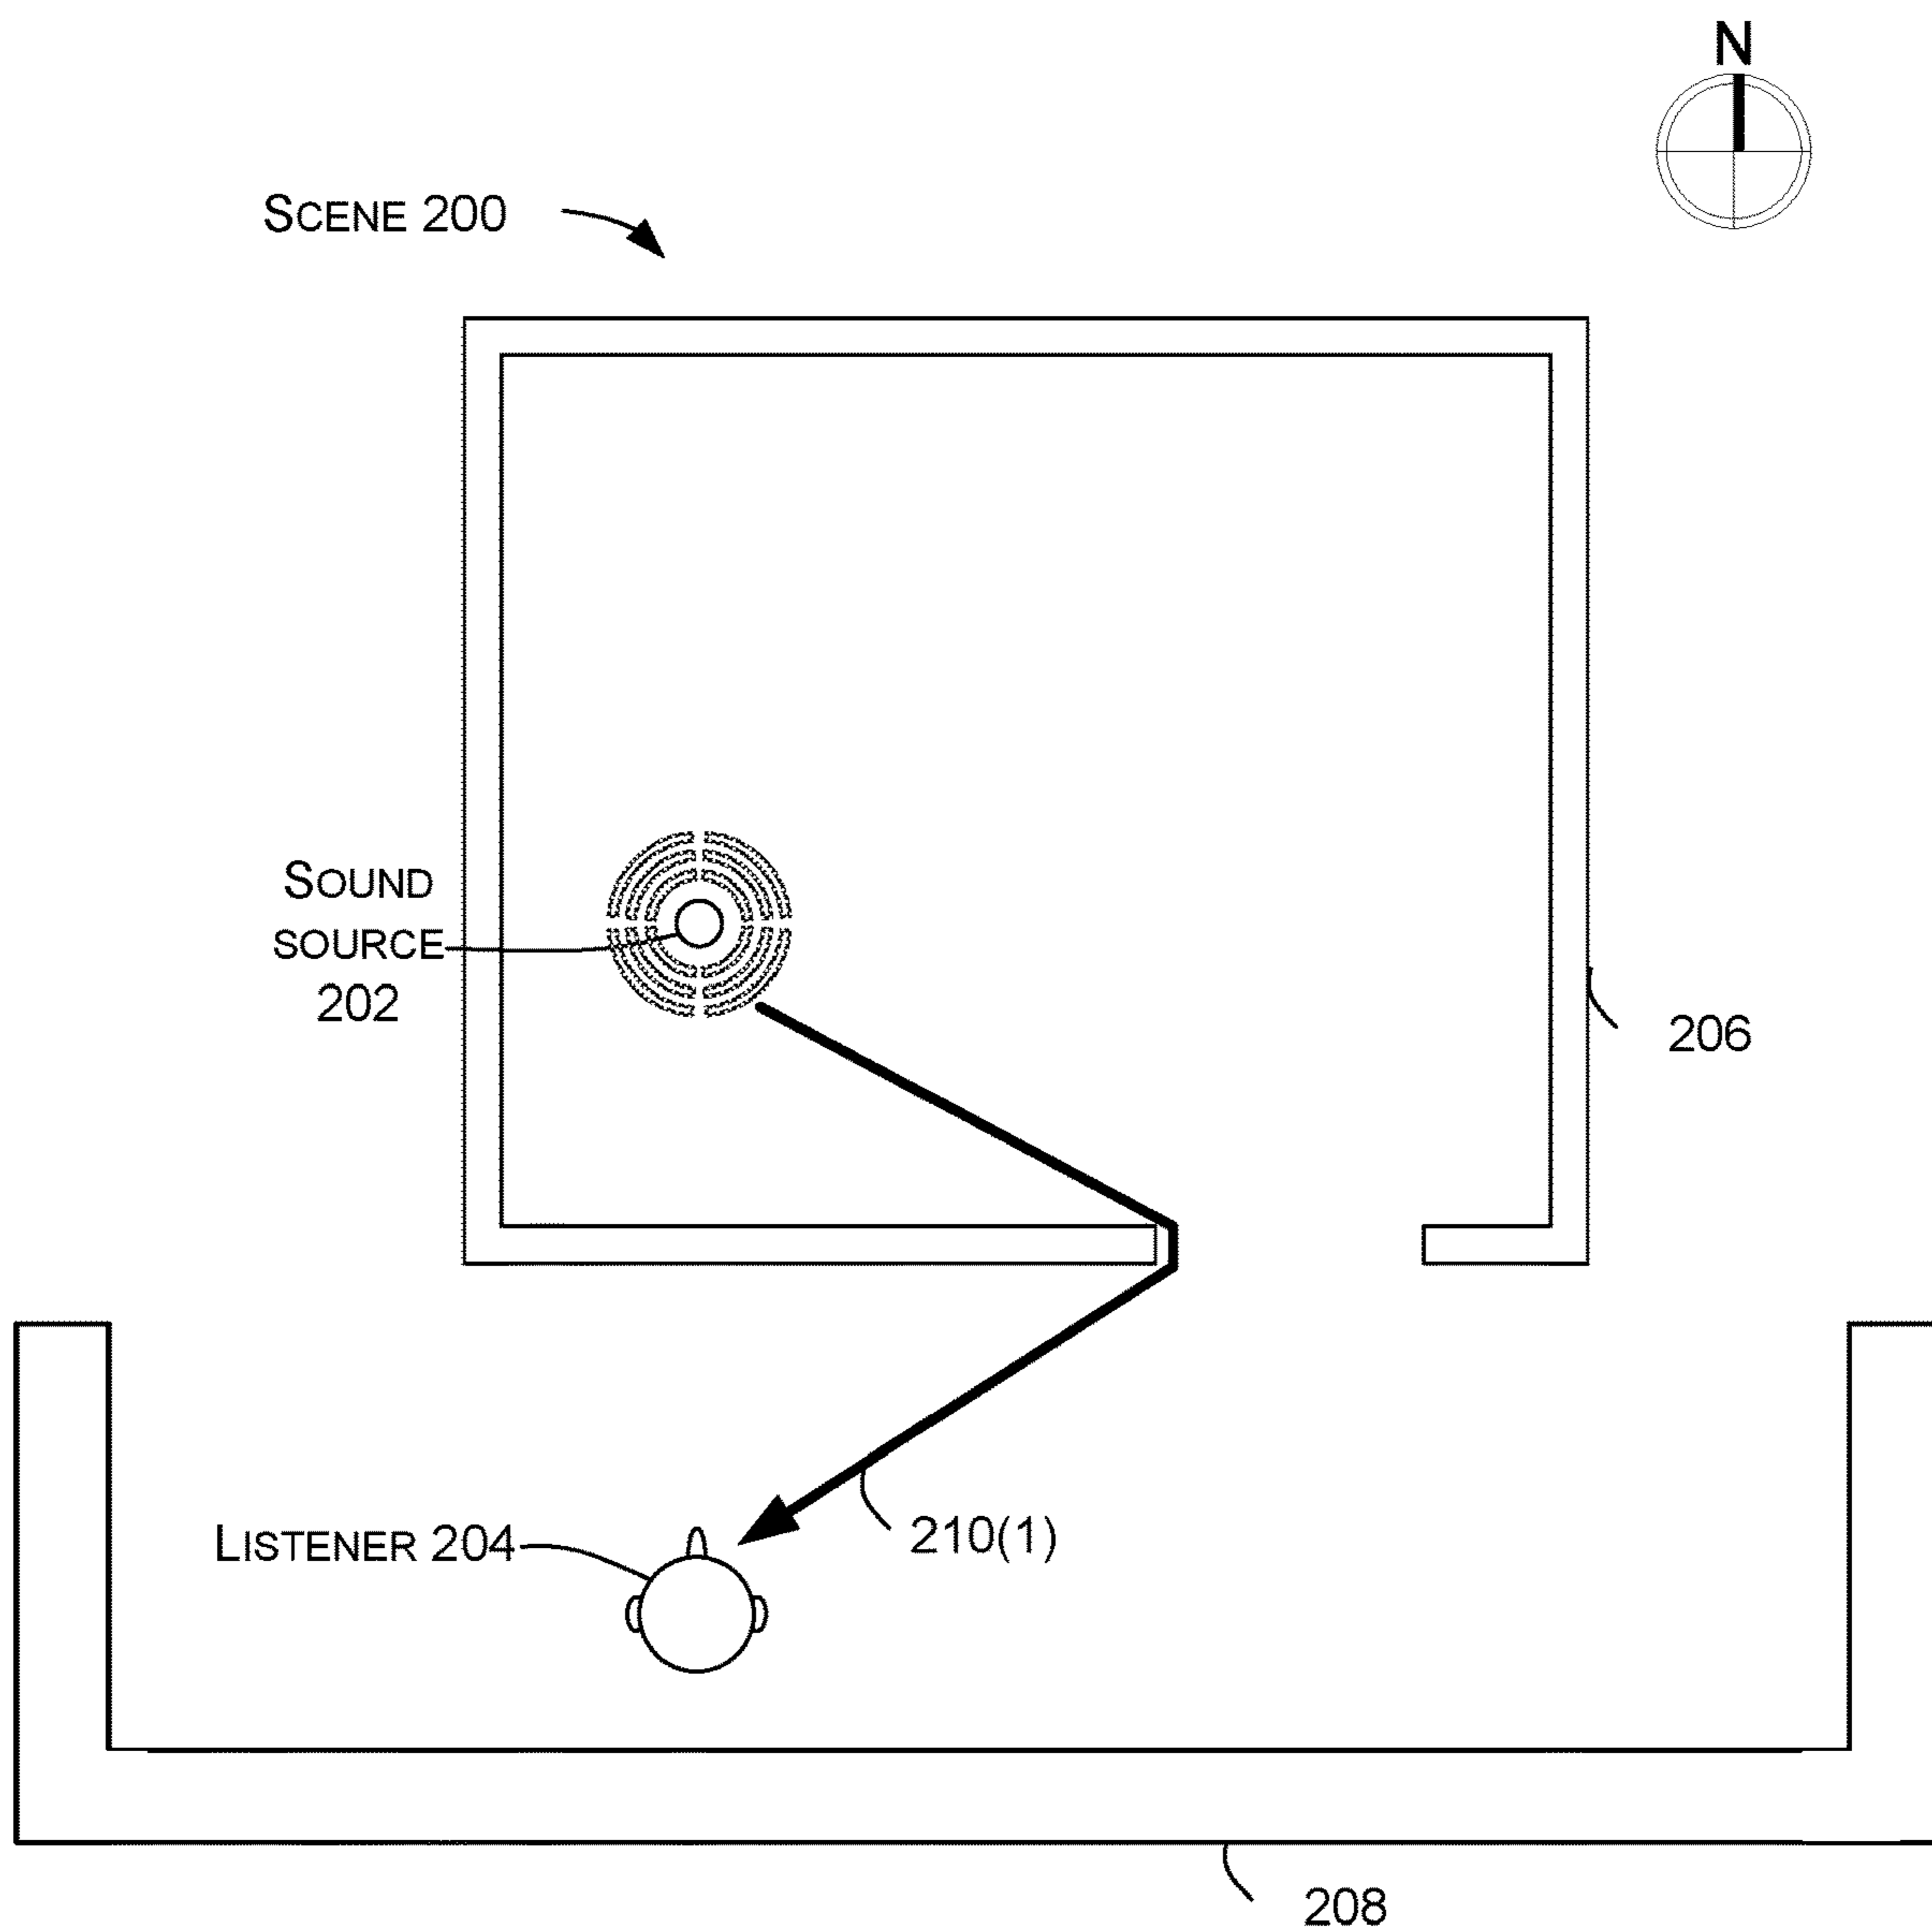 N
SCENE 200
SOUND
SOURCE
202
206
LISTENER 204
210(1)
208